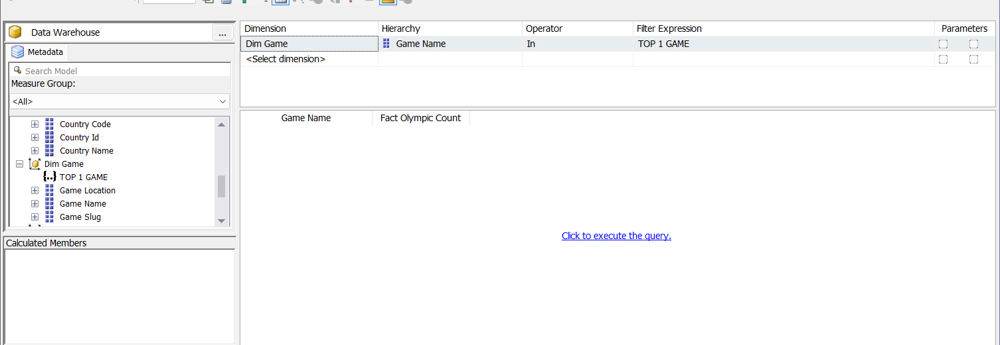 Data Warehouse
...
Metadata
Search Model
Measure Group:
<All>
Country Code
Country Id
Country Name
Dim Game
{..} TOP 1 GAME
Game Location
Game Name
Game Slug
Calculated Members
Dimension Hierarchy Operator Filter Expression Parameters
Dim Game Game Name In TOP 1 GAME
<Select dimension>
Game Name Fact Olympic Count
Click to execute the query.